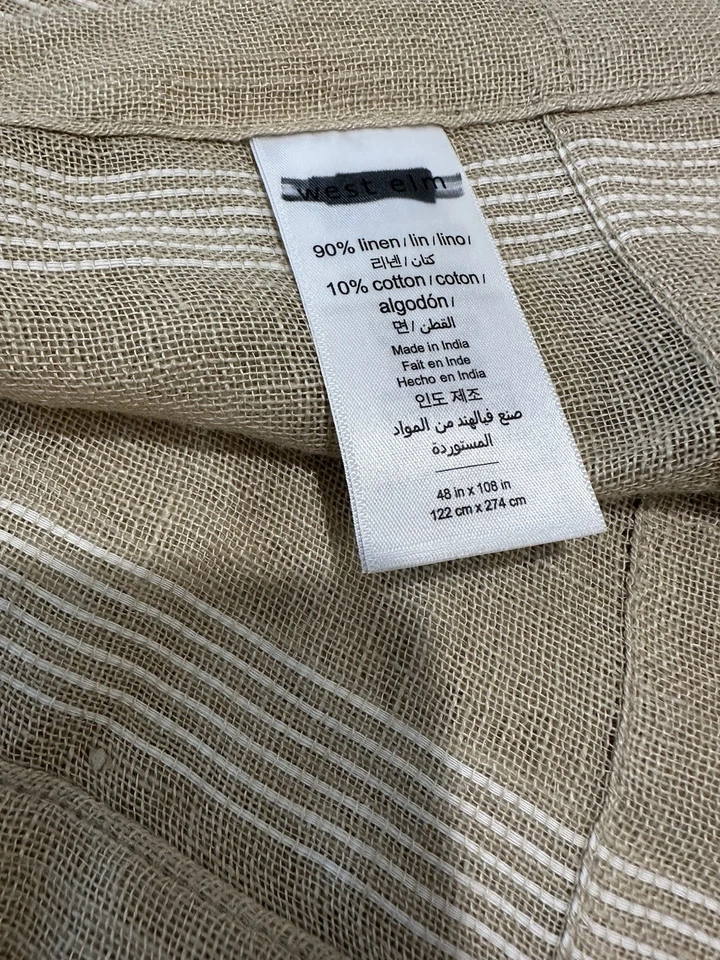 west elm
90% linen / lin / lino /
리넨 / كتان
10% cotton / coton /
algodón /
면 / القطن
Made in India
Fait en Inde
Hecho en India
인도 제조
صنع فيالهند من المواد
المستوردة
48 in x 108 in
122 cm x 274 cm